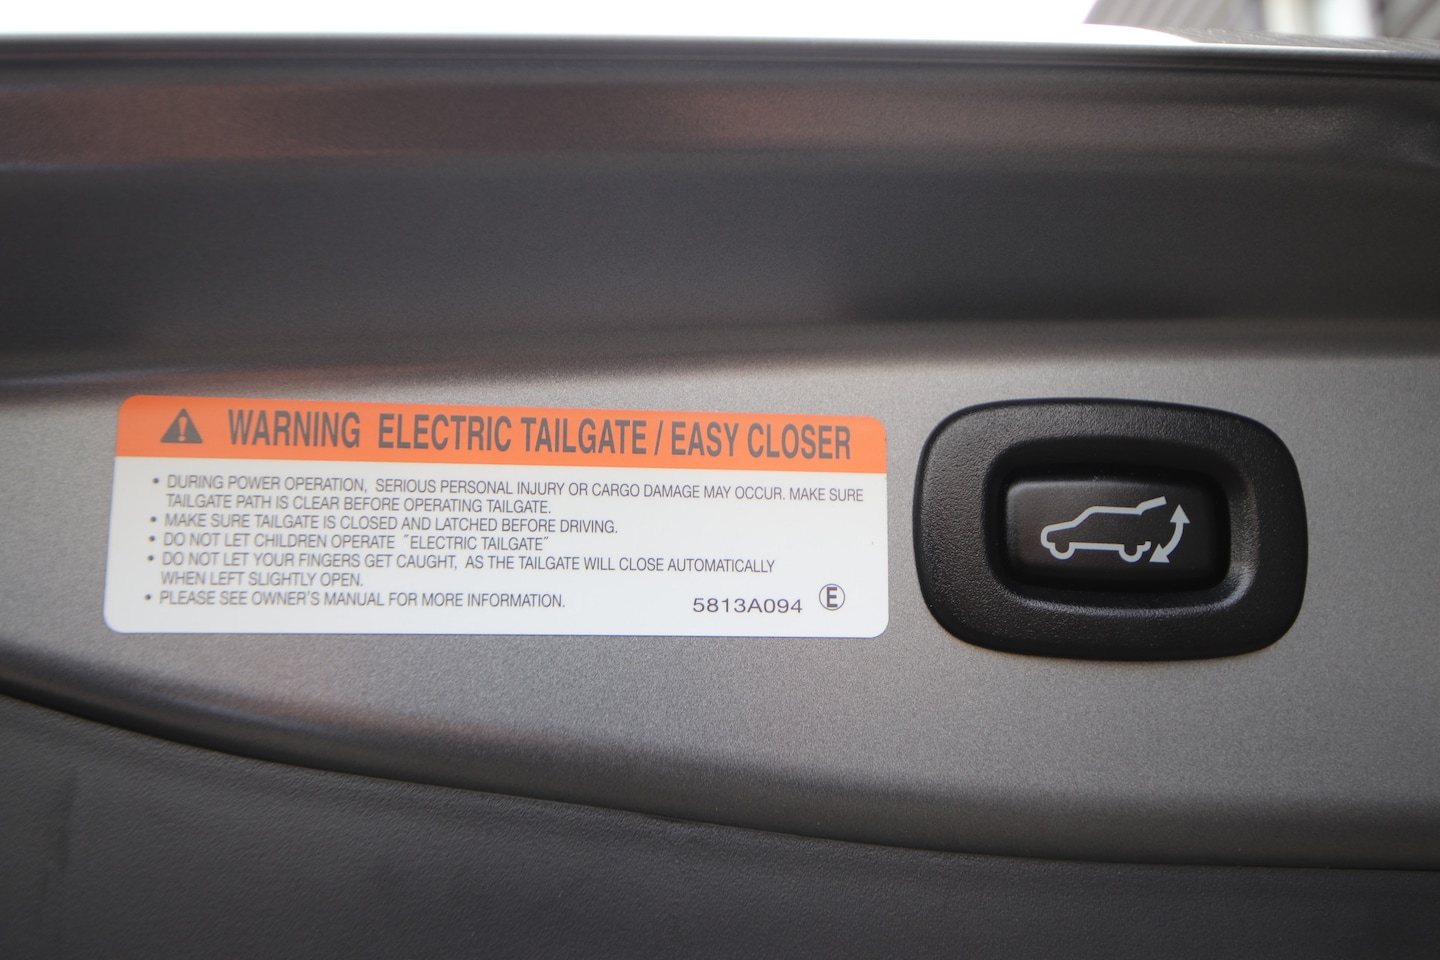 WARNING ELECTRIC TAILGATE / EASY CLOSER
• DURING POWER OPERATION, SERIOUS PERSONAL INJURY OR CARGO DAMAGE MAY OCCUR. MAKE SURE
TAILGATE PATH IS CLEAR BEFORE OPERATING TAILGATE.
• MAKE SURE TAILGATE IS CLOSED AND LATCHED BEFORE DRIVING.
• DO NOT LET CHILDREN OPERATE "ELECTRIC TAILGATE"
• DO NOT LET YOUR FINGERS GET CAUGHT, AS THE TAILGATE WILL CLOSE AUTOMATICALLY
WHEN LEFT SLIGHTLY OPEN.
• PLEASE SEE OWNER'S MANUAL FOR MORE INFORMATION.
5813A094 Ⓔ